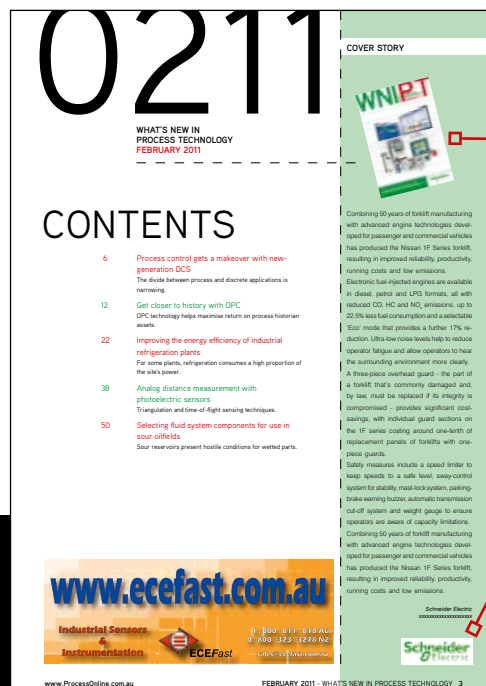 0211
WHAT'S NEW IN
PROCESS TECHNOLOGY
FEBRUARY 2011
CONTENTS
6 Process control gets a makeover with new-
generation DCS
The divide between process and discrete applications is
narrowing.
12 Get closer to history with OPC
OPC technology helps maximise return on process historian
assets.
22 Improving the energy efficiency of industrial
refrigeration plants
For some plants, refrigeration consumes a high proportion of
the site's power.
38 Analog distance measurement with
photoelectric sensors
Triangulation and time-of-flight sensing techniques.
50 Selecting fluid system components for use in
sour oilfields
Sour reservoirs present hostile conditions for wetted parts.
www.ecefast.com.au
Industrial Sensors
&
Instrumentation
ECEFast
T: 800 - 811 - 818 Au
0 - 800 - 323 - 3278 NZ
sales@ecefast.com.au
COVER STORY
WNIPT
Combining 50 years of forklift manufacturing
with advanced engine technologies devel-
oped for passenger and commercial vehicles
has produced the Nissan 1F Series forklift,
resulting in improved reliability, productivity,
running costs and low emissions.
Electronic fuel-injected engines are available
in diesel, petrol and LPG formats, all with
reduced CO, HC and NOx emissions, up to
22.5% less fuel consumption and a selectable
'Eco' mode that provides a further 17% re-
duction. Ultra-low noise levels help to reduce
operator fatigue and allow operators to hear
the surrounding environment more clearly.
A three-piece overhead guard - the part of
a forklift that's commonly damaged and,
by law, must be replaced if its integrity is
compromised - provides significant cost-
savings, with individual guard sections on
the 1F series costing around one-tenth of
replacement panels of forklifts with one-
piece guards.
Safety measures include a speed limiter to
keep speeds to a safe level, sway-control
system for stability, mast-lock system, parking-
brake warning buzzer, automatic transmission
cut-off system and weight gauge to ensure
operators are aware of capacity limitations.
Combining 50 years of forklift manufacturing
with advanced engine technologies devel-
oped for passenger and commercial vehicles
has produced the Nissan 1F Series forklift,
resulting in improved reliability, productivity,
running costs and low emissions.
Schneider Electric
Schneider
Electric
www.ProcessOnline.com.au
FEBRUARY 2011 - WHAT'S NEW IN PROCESS TECHNOLOGY 3